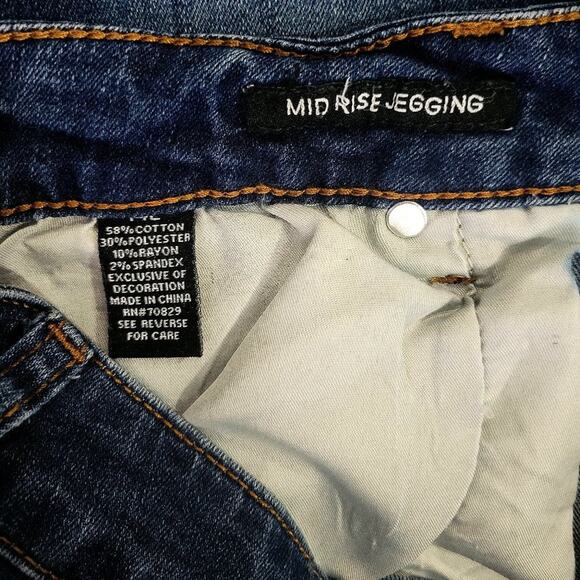 MID RISE JEGGING
58%COTTON
30%POLYESTER
10%RAYON
2%SPANDEX
EXCLUSIVE OF
DECORATION
MADE IN CHINA
RN#70829
SEE REVERSE
FOR CARE